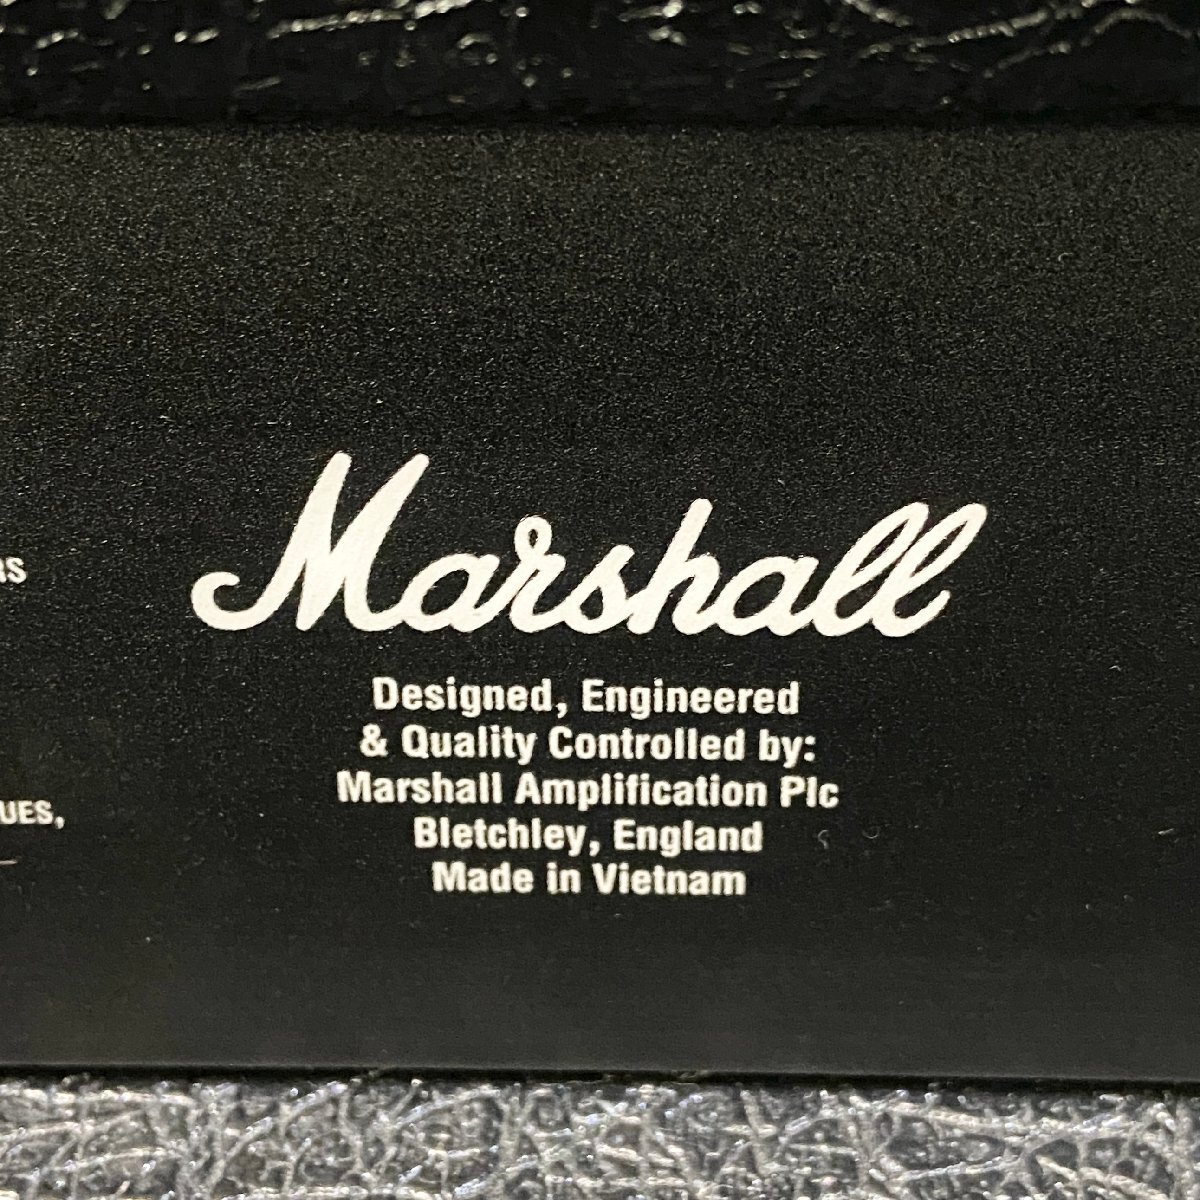 Marshall
Designed, Engineered
& Quality Controlled by:
Marshall Amplification Plc
Bletchley, England
Made in Vietnam